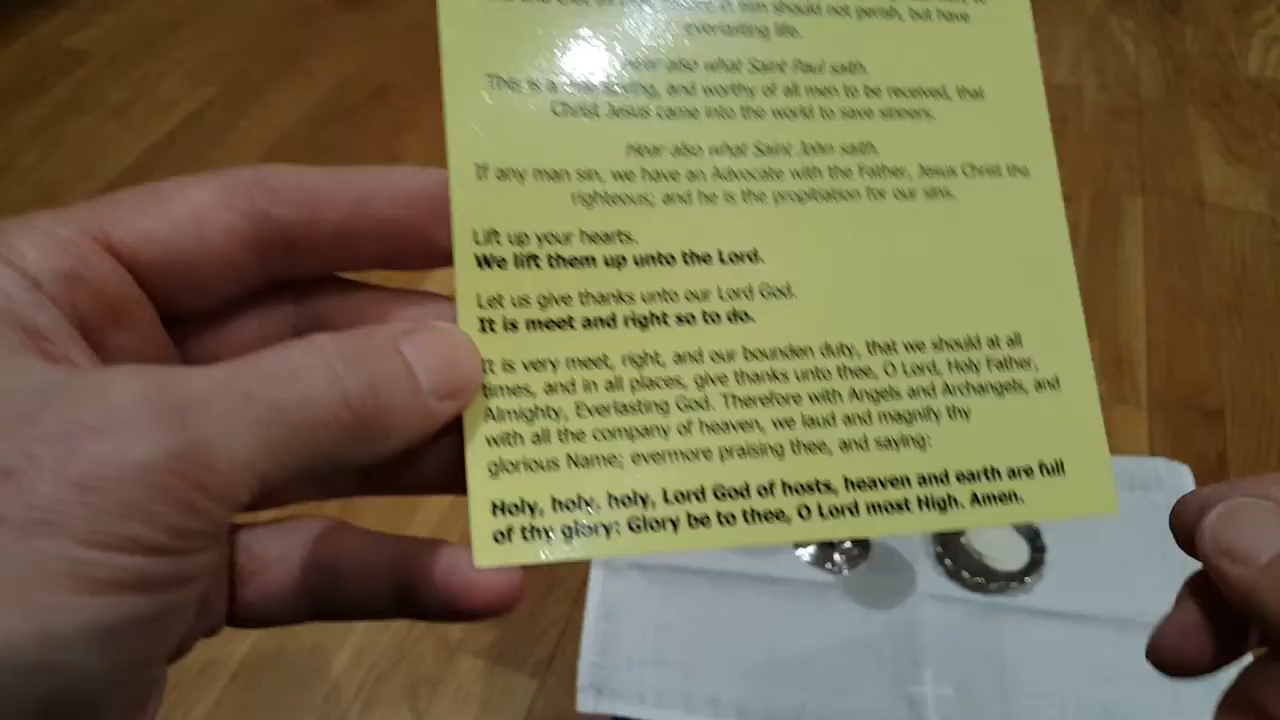 him should not perish, but have
everlasting life.
Hear also what Saint Paul saith.
This is a true saying, and worthy of all men to be received, that
Christ Jesus came into the world to save sinners.
Hear also what Saint John saith.
If any man sin, we have an Advocate with the Father, Jesus Christ the
righteous; and he is the propitiation for our sins.
Lift up your hearts.
We lift them up unto the Lord.
Let us give thanks unto our Lord God.
It is meet and right so to do.
It is very meet, right, and our bounden duty, that we should at all
times, and in all places, give thanks unto thee, O Lord, Holy Father,
Almighty, Everlasting God. Therefore with Angels and Archangels, and
with all the company of heaven, we laud and magnify thy
glorious Name; evermore praising thee, and saying:
Holy, holy, holy, Lord God of hosts, heaven and earth are full
of thy glory: Glory be to thee, O Lord most High. Amen.